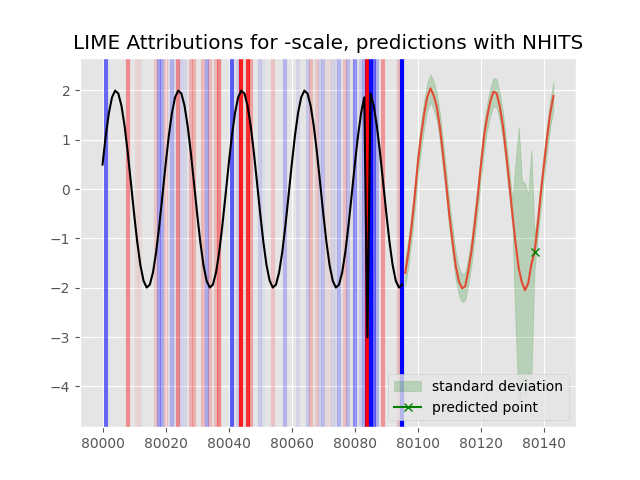 LIME Attributions for -scale, predictions with NHITS
2
1
0
−1
−2
−3
−4
standard deviation
predicted point
80000 80020 80040 80060 80080 80100 80120 80140